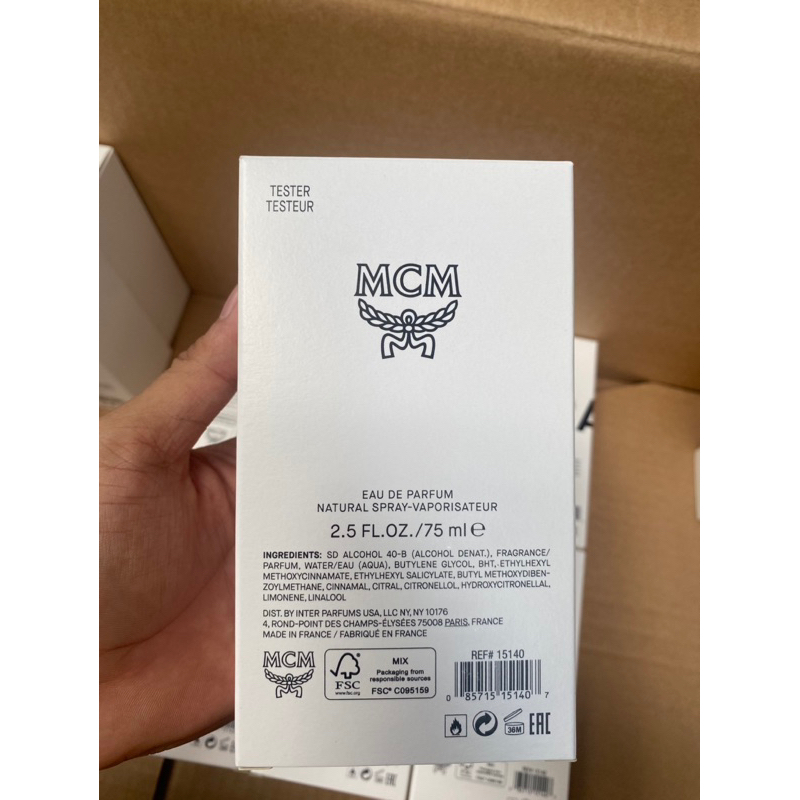 TESTER
TESTEUR
MCM
EAU DE PARFUM
NATURAL SPRAY-VAPORISATEUR
2.5 FL.OZ./75 ml ℮
INGREDIENTS: SD ALCOHOL 40-B (ALCOHOL DENAT.), FRAGRANCE/
PARFUM, WATER/EAU (AQUA), BUTYLENE GLYCOL, BHT, ETHYLHEXYL
METHOXYCINNAMATE, ETHYLHEXYL SALICYLATE, BUTYL METHOXYDIBEN-
ZOYLMETHANE, CINNAMAL, CITRAL, CITRONELLOL, HYDROXYCITRONELLAL,
LIMONENE, LINALOOL
DIST. BY INTER PARFUMS USA, LLC NY, NY 10176
4, ROND-POINT DES CHAMPS-ÉLYSÉES 75008 PARIS, FRANCE
MADE IN FRANCE / FABRIQUÉ EN FRANCE
MCM
FSC
www.fsc.org
MIX
Packaging from
responsible sources
FSC® C095159
REF# 15140
0 85715 15140 7
36M
EAC